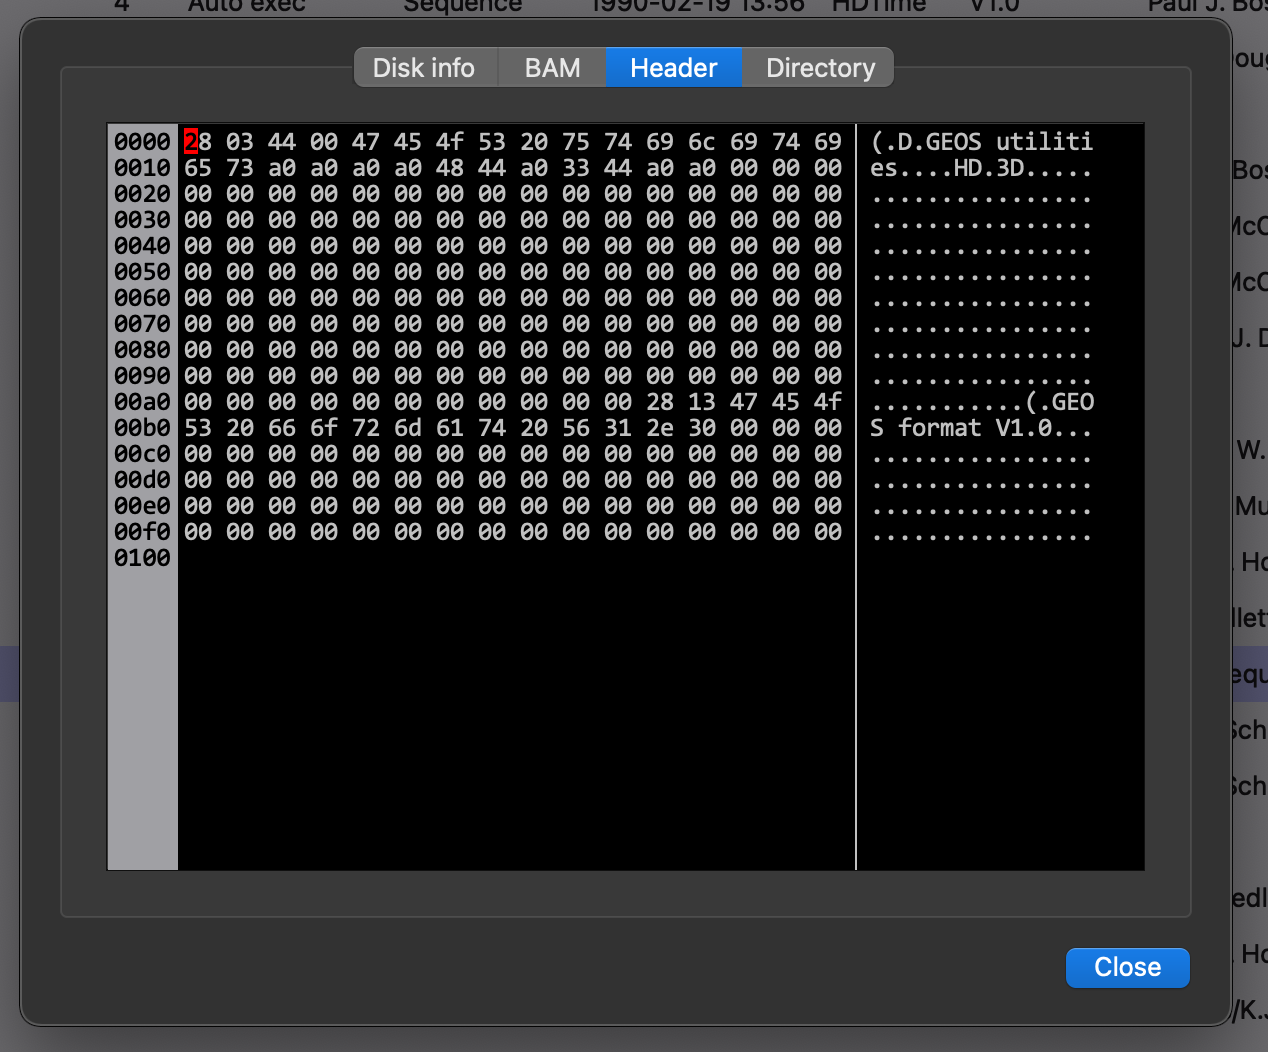 4 Auto exec Sequence 1990-02-19 13:56 HDTime V1.0 Paul J. Bos
Disk info BAM Header Directory
0000 28 03 44 00 47 45 4f 53 20 75 74 69 6c 69 74 69 (.D.GEOS utiliti
0010 65 73 a0 a0 a0 a0 48 44 a0 33 44 a0 a0 00 00 00 es....HD.3D.....
0020 00 00 00 00 00 00 00 00 00 00 00 00 00 00 00 00 ................
0030 00 00 00 00 00 00 00 00 00 00 00 00 00 00 00 00 ................
0040 00 00 00 00 00 00 00 00 00 00 00 00 00 00 00 00 ................
0050 00 00 00 00 00 00 00 00 00 00 00 00 00 00 00 00 ................
0060 00 00 00 00 00 00 00 00 00 00 00 00 00 00 00 00 ................
0070 00 00 00 00 00 00 00 00 00 00 00 00 00 00 00 00 ................
0080 00 00 00 00 00 00 00 00 00 00 00 00 00 00 00 00 ................
0090 00 00 00 00 00 00 00 00 00 00 00 00 00 00 00 00 ................
00a0 00 00 00 00 00 00 00 00 00 00 00 28 13 47 45 4f ...........(.GEO
00b0 53 20 66 6f 72 6d 61 74 20 56 31 2e 30 00 00 00 S format V1.0...
00c0 00 00 00 00 00 00 00 00 00 00 00 00 00 00 00 00 ................
00d0 00 00 00 00 00 00 00 00 00 00 00 00 00 00 00 00 ................
00e0 00 00 00 00 00 00 00 00 00 00 00 00 00 00 00 00 ................
00f0 00 00 00 00 00 00 00 00 00 00 00 00 00 00 00 00 ................
0100
Close